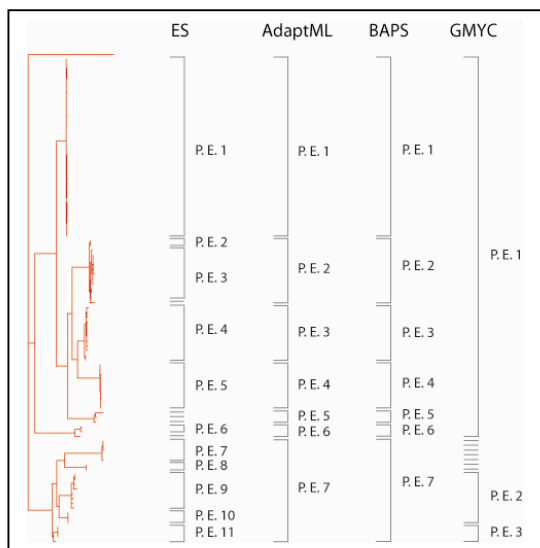 ES AdaptML BAPS GMYC
P.E. 1 P.E. 1 P.E. 1
P.E. 2
P.E. 1
P.E. 3 P.E. 2 P.E. 2
P.E. 4 P.E. 3 P.E. 3
P.E. 5 P.E. 4 P.E. 4
P.E. 5 P.E. 5
P.E. 6 P.E. 6 P.E. 6
P.E. 7
P.E. 8
P.E. 7 P.E. 7
P.E. 9
P.E. 2
P.E. 10
P.E. 11 P.E. 3